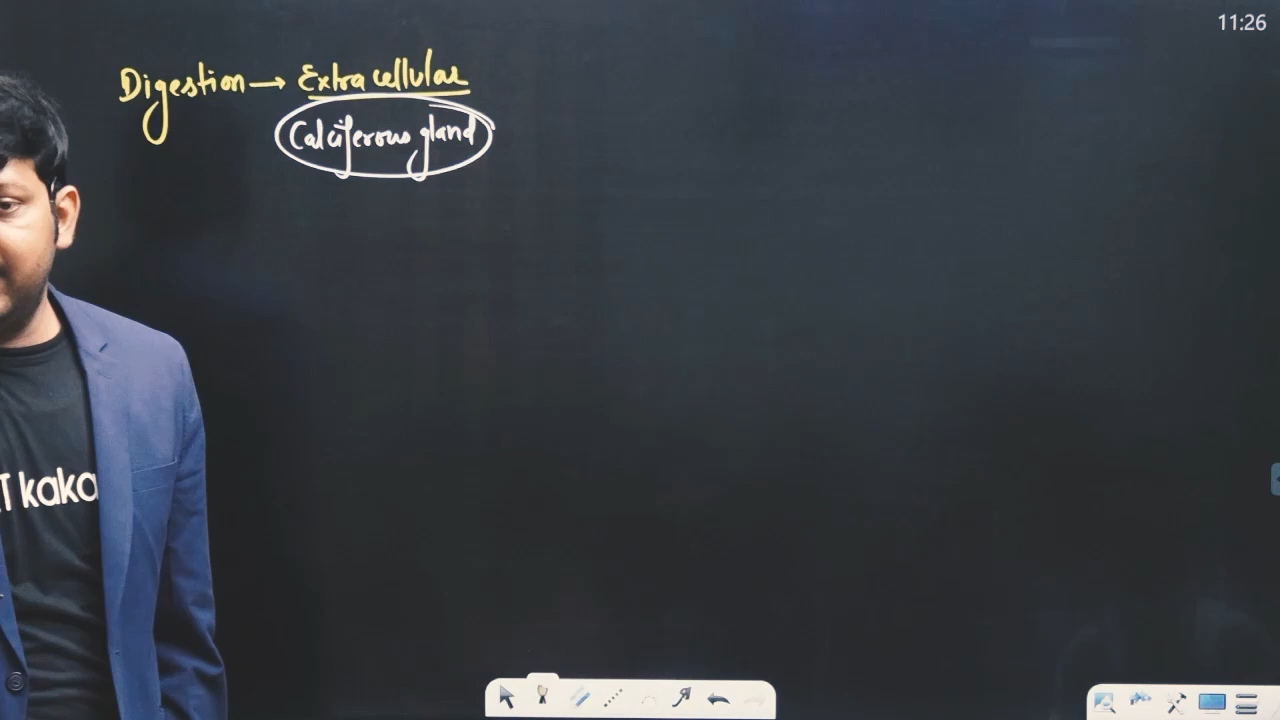 11:26
Digestion → Extra cellular
Calciferous gland
T kaka